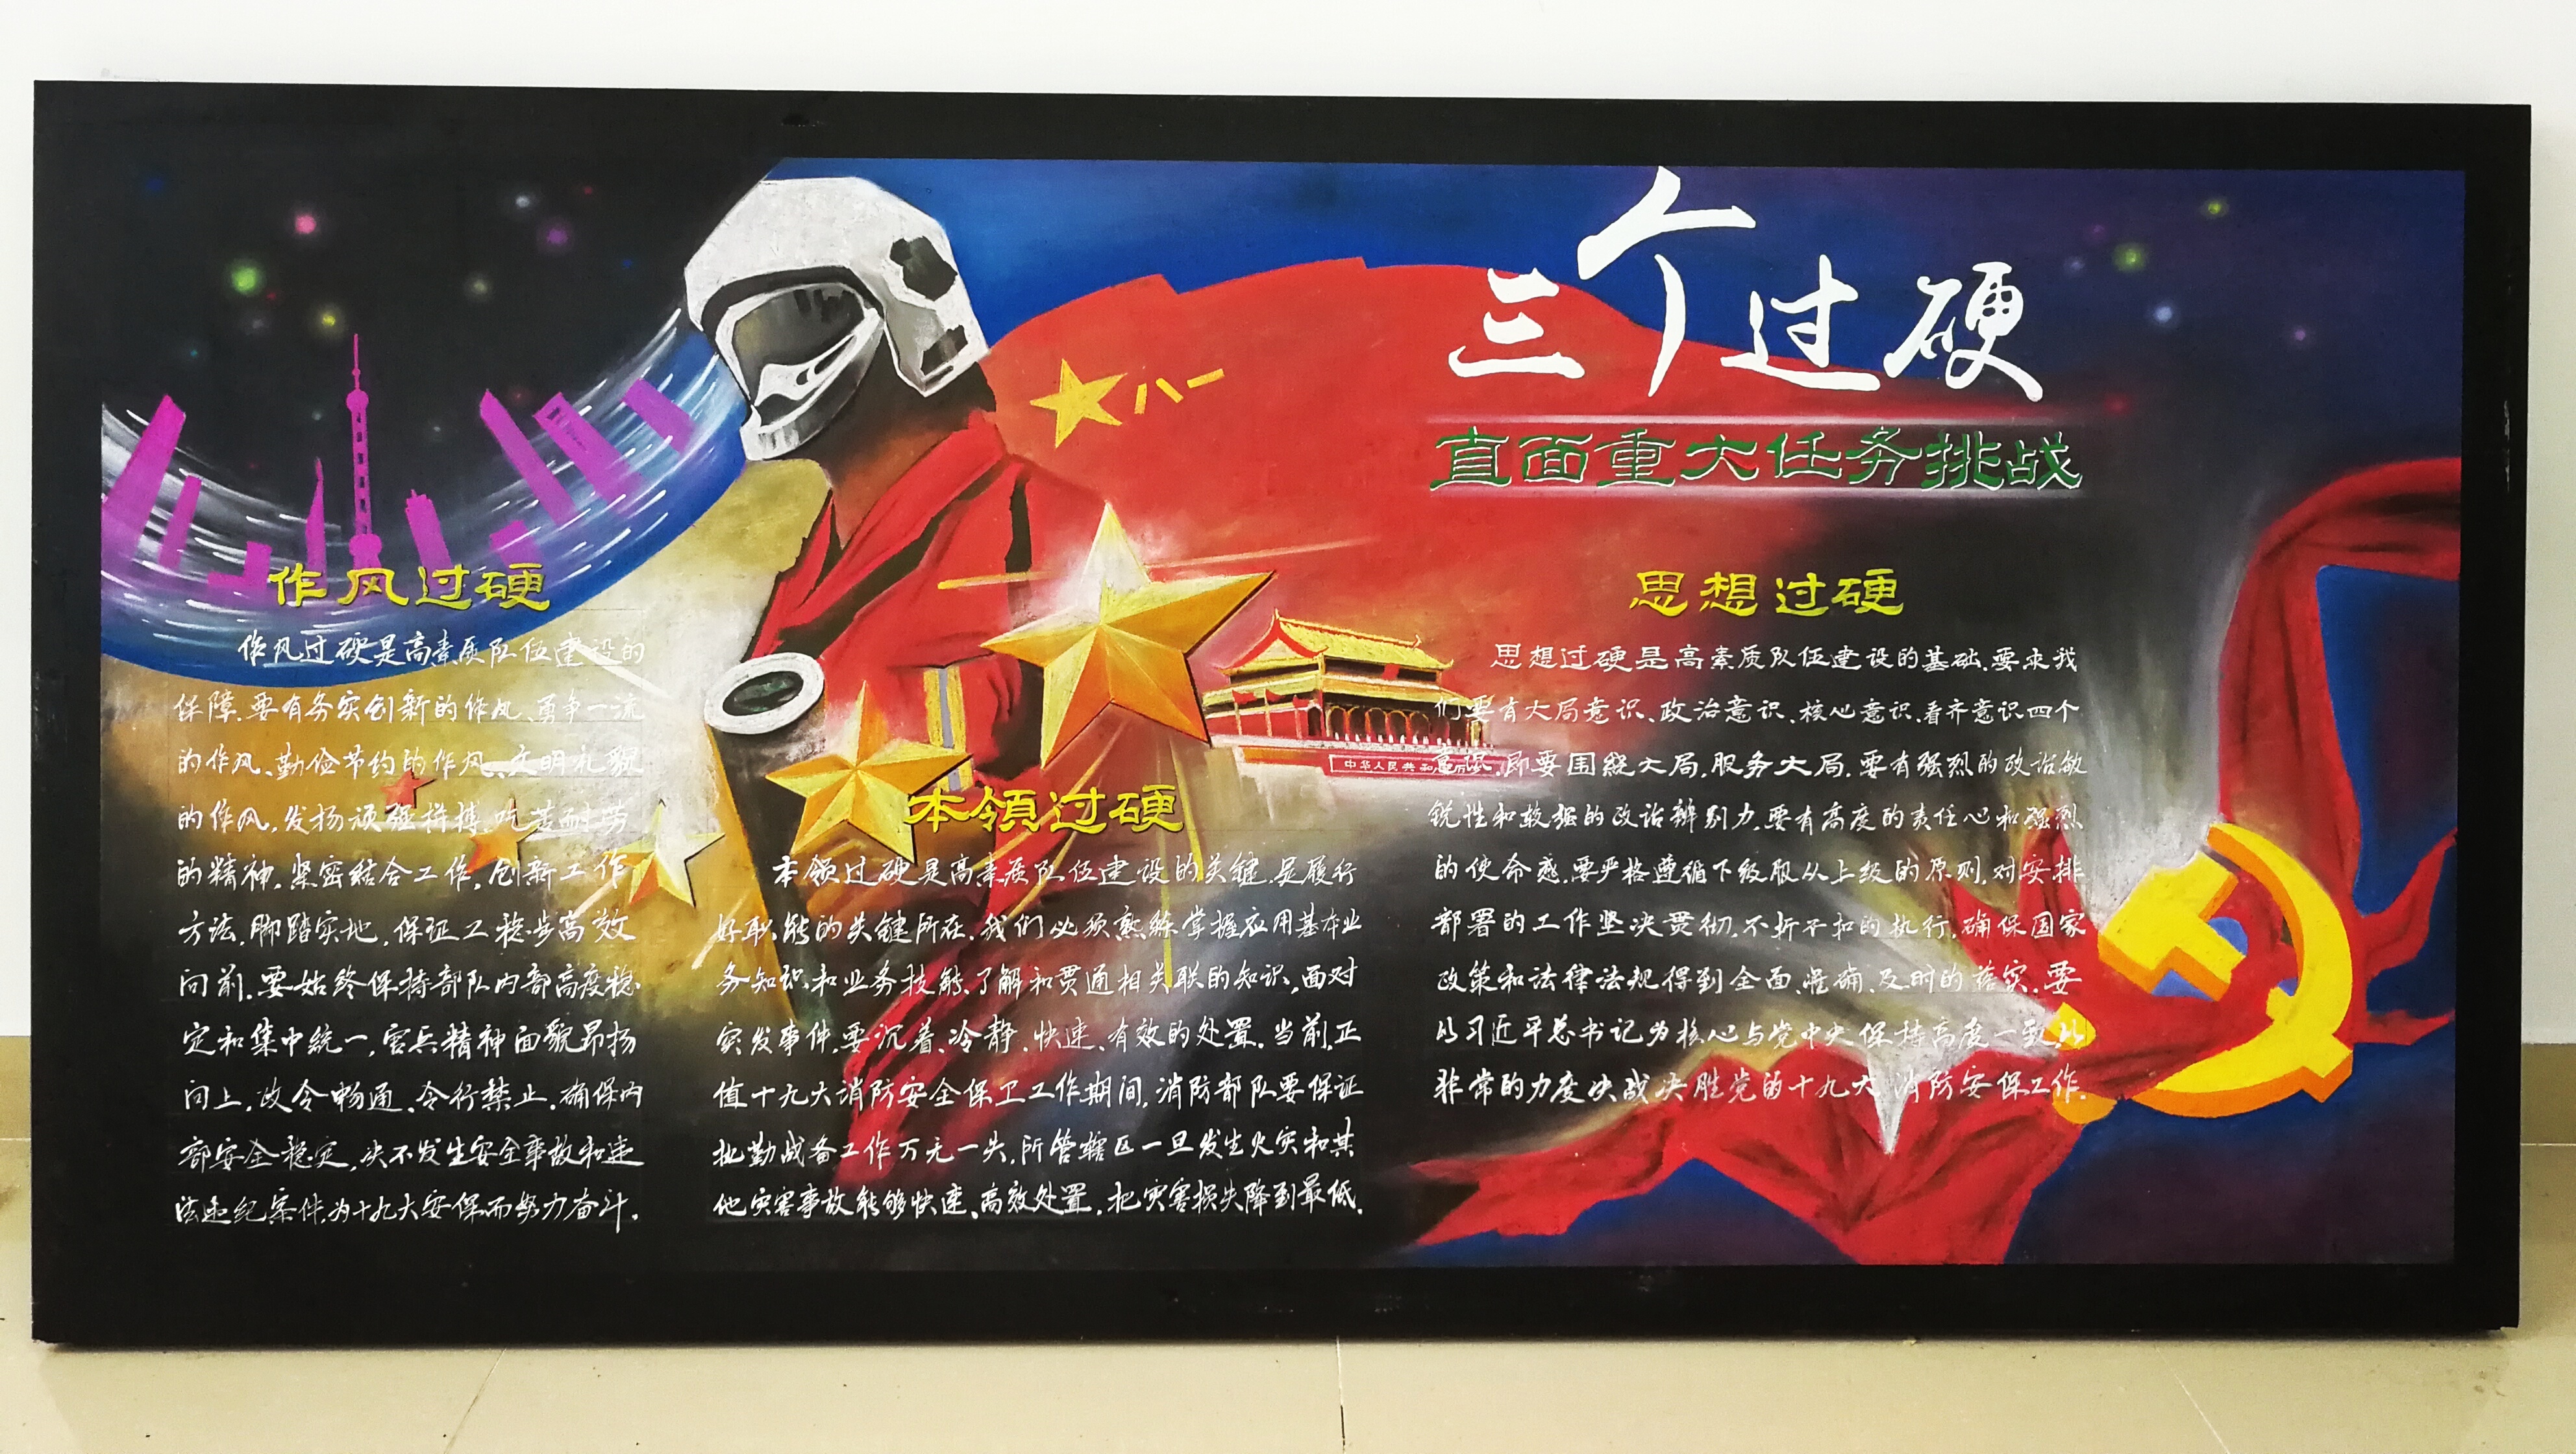 三个过硬
直面重大任务挑战
八一
作风过硬
作风过硬是高素质队伍建设的
保障.要有务实创新的作风、勇争一流
的作风、勤俭节约的作风、文明礼貌
的作风,发扬顽强拼搏、吃苦耐劳
的精神.紧密结合工作,创新工作
方法,脚踏实地,保证工稳步高效
向前.要始终保持部队内部高度稳
定和集中统一,官兵精神面貌昂扬
向上,政令畅通.令行禁止.确保内
部安全稳定,决不发生安全事故和违
法违纪案件.为十九大安保而努力奋斗.
本领过硬
本领过硬是高素质队伍建设的关键.是履行
好职能的关键所在.我们必须熟练掌握应用基本业
务知识和业务技能.了解和贯通相关联的知识,面对
突发事件,要沉着、冷静、快速、有效的处置.当前,正
值十九大消防安全保卫工作期间,消防部队要保证
执勤战备工作万无一失,所管辖区一旦发生火灾和其
他灾害事故能够快速、高效处置.把灾害损失降到最低.
思想过硬
思想过硬是高素质队伍建设的基础.要求我
们要有大局意识、政治意识、核心意识、看齐意识四个
意识,即要围绕大局,服务大局.要有强烈的政治敏
锐性和较强的政治辨别力.要有高度的责任心和强烈
的使命感.要严格遵循下级服从上级的原则.对安排
部署的工作坚决贯彻,不折不扣的执行,确保国家
政策和法律法规得到全面、准确、及时的落实.要
以习近平总书记为核心与党中央保持高度一致,以
非常的力度决战决胜党的十九大消防安保工作.
中华人民共和